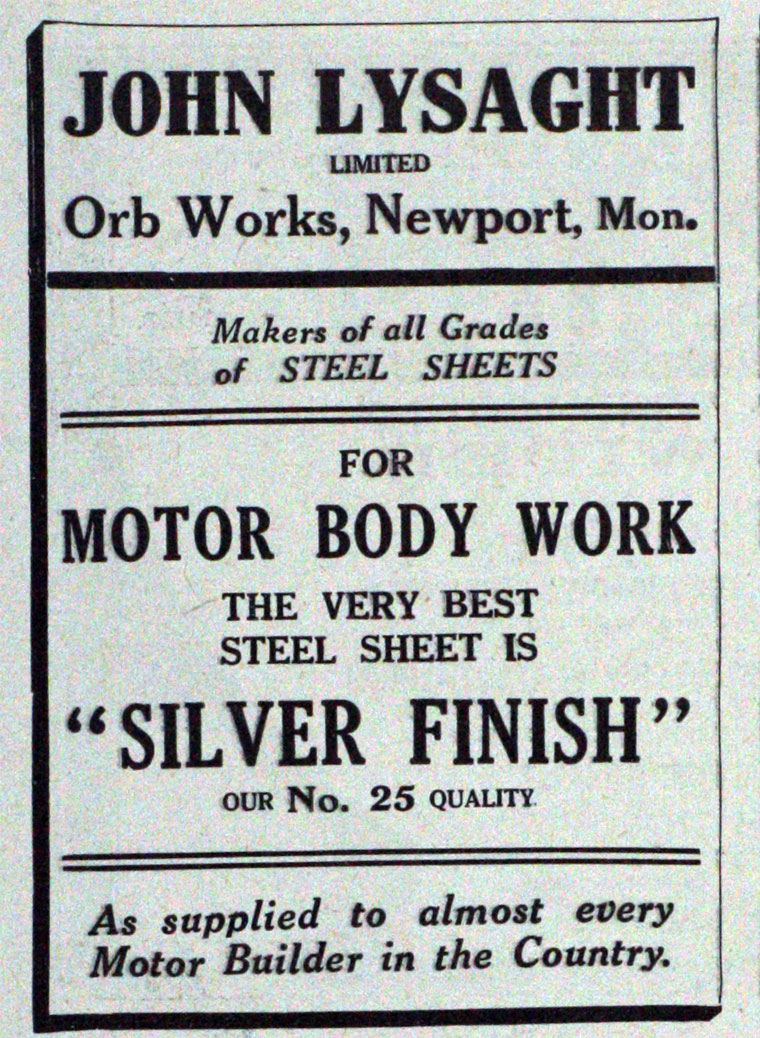 JOHN LYSAGHT
LIMITED
Orb Works, Newport, Mon.
Makers of all Grades
of STEEL SHEETS
FOR
MOTOR BODY WORK
THE VERY BEST
STEEL SHEET IS
“SILVER FINISH”
OUR No. 25 QUALITY
As supplied to almost every
Motor Builder in the Country.